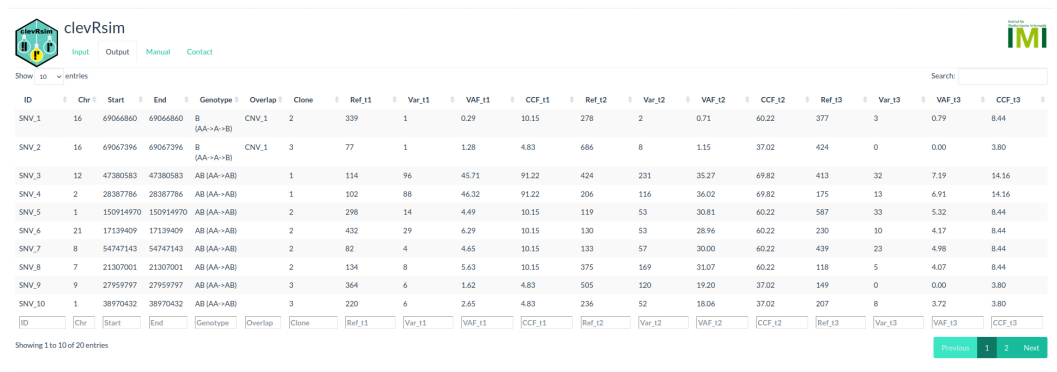 clevRsim
clevRsim
Input Output Manual Contact
Institut für
Medizinische Informatik
IMI
Show 10 entries Search:
ID Chr Start End Genotype Overlap Clone Ref_t1 Var_t1 VAF_t1 CCF_t1 Ref_t2 Var_t2 VAF_t2 CCF_t2 Ref_t3 Var_t3 VAF_t3 CCF_t3
SNV_1 16 69066860 69066860 B CNV_1 2 339 1 0.29 10.15 278 2 0.71 60.22 377 3 0.79 8.44
(AA->A->B)
SNV_2 16 69067396 69067396 B CNV_1 3 77 1 1.28 4.83 686 8 1.15 37.02 424 0 0.00 3.80
(AA->A->B)
SNV_3 12 47380583 47380583 AB (AA->AB) 1 114 96 45.71 91.22 424 231 35.27 69.82 413 32 7.19 14.16
SNV_4 2 28387786 28387786 AB (AA->AB) 1 102 88 46.32 91.22 206 116 36.02 69.82 175 13 6.91 14.16
SNV_5 1 150914970 150914970 AB (AA->AB) 2 298 14 4.49 10.15 119 53 30.81 60.22 587 33 5.32 8.44
SNV_6 21 17139409 17139409 AB (AA->AB) 2 432 29 6.29 10.15 130 53 28.96 60.22 230 10 4.17 8.44
SNV_7 8 54747143 54747143 AB (AA->AB) 2 82 4 4.65 10.15 133 57 30.00 60.22 439 23 4.98 8.44
SNV_8 7 21307001 21307001 AB (AA->AB) 2 134 8 5.63 10.15 375 169 31.07 60.22 118 5 4.07 8.44
SNV_9 9 27959797 27959797 AB (AA->AB) 3 364 6 1.62 4.83 505 120 19.20 37.02 149 0 0.00 3.80
SNV_10 1 38970432 38970432 AB (AA->AB) 3 220 6 2.65 4.83 236 52 18.06 37.02 207 8 3.72 3.80
ID Chr Start End Genotype Overlap Clone Ref_t1 Var_t1 VAF_t1 CCF_t1 Ref_t2 Var_t2 VAF_t2 CCF_t2 Ref_t3 Var_t3 VAF_t3 CCF_t3
Showing 1 to 10 of 20 entries Previous 1 2 Next